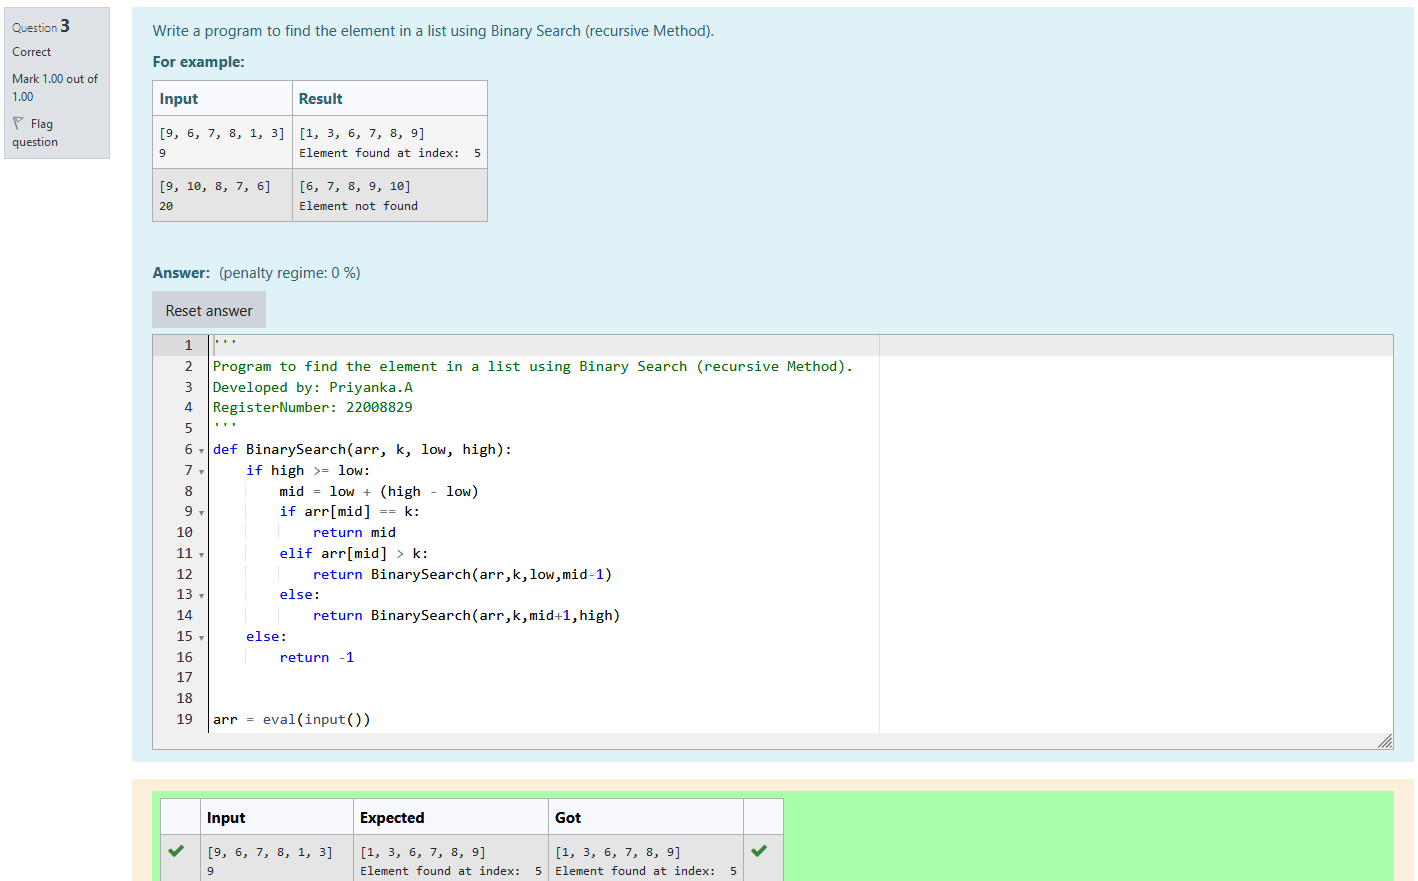 Question 3
Correct
Mark 1.00 out of
1.00
Flag
question
Write a program to find the element in a list using Binary Search (recursive Method).
For example:
Input Result
[9, 6, 7, 8, 1, 3] [1, 3, 6, 7, 8, 9]
9 Element found at index:  5
[9, 10, 8, 7, 6] [6, 7, 8, 9, 10]
20 Element not found
Answer: (penalty regime: 0 %)
Reset answer
1 '''
2 Program to find the element in a list using Binary Search (recursive Method).
3 Developed by: Priyanka.A
4 RegisterNumber: 22008829
5 '''
6 def BinarySearch(arr, k, low, high):
7     if high >= low:
8         mid = low + (high - low)
9         if arr[mid] == k:
10             return mid
11         elif arr[mid] > k:
12             return BinarySearch(arr,k,low,mid-1)
13         else:
14             return BinarySearch(arr,k,mid+1,high)
15     else:
16         return -1
17
18
19 arr = eval(input())
Input Expected Got
[9, 6, 7, 8, 1, 3] [1, 3, 6, 7, 8, 9] [1, 3, 6, 7, 8, 9]
9 Element found at index:  5 Element found at index:  5